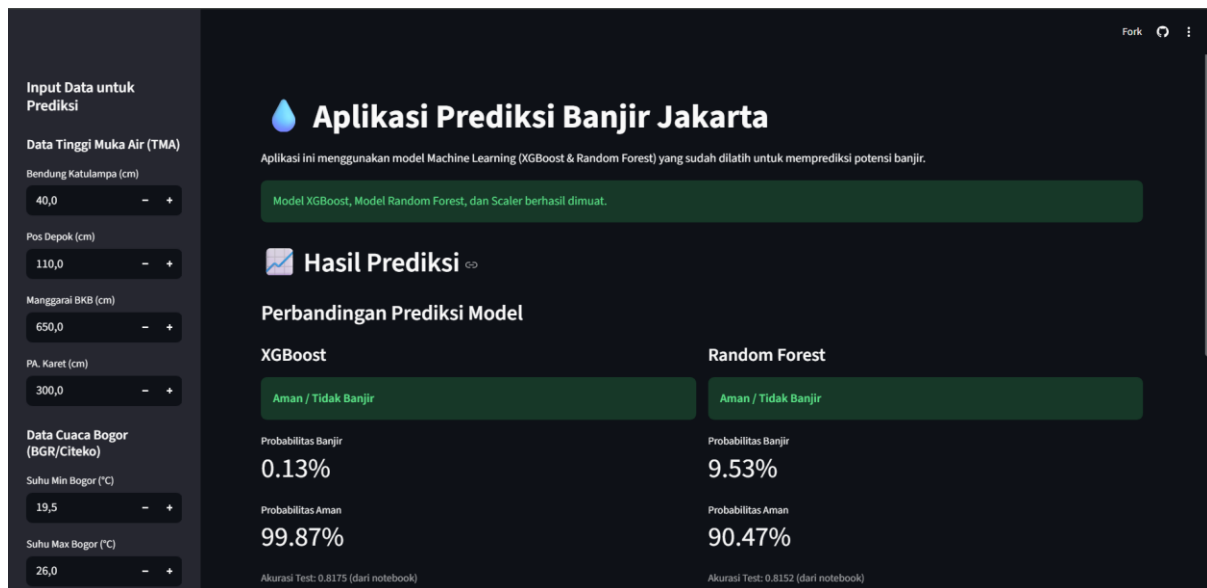 Fork
Input Data untuk
Prediksi
Data Tinggi Muka Air (TMA)
Bendung Katulampa (cm)
40,0
Pos Depok (cm)
110,0
Manggarai BKB (cm)
650,0
PA. Karet (cm)
300,0
Data Cuaca Bogor
(BGR/Citeko)
Suhu Min Bogor (°C)
19,5
Suhu Max Bogor (°C)
26,0
Aplikasi Prediksi Banjir Jakarta
Aplikasi ini menggunakan model Machine Learning (XGBoost & Random Forest) yang sudah dilatih untuk memprediksi potensi banjir.
Model XGBoost, Model Random Forest, dan Scaler berhasil dimuat.
Hasil Prediksi
Perbandingan Prediksi Model
XGBoost
Aman / Tidak Banjir
Probabilitas Banjir
0.13%
Probabilitas Aman
99.87%
Akurasi Test: 0.8175 (dari notebook)
Random Forest
Aman / Tidak Banjir
Probabilitas Banjir
9.53%
Probabilitas Aman
90.47%
Akurasi Test: 0.8152 (dari notebook)